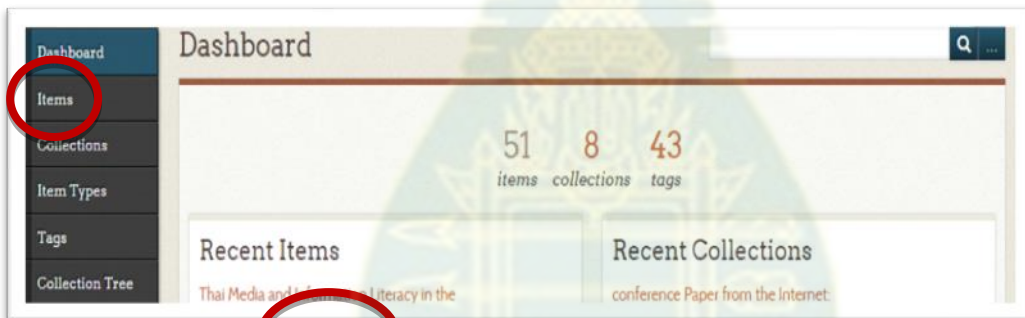 Dashboard
Dashboard
...
Items
Collections
Item Types
Tags
Collection Tree
51 8 43
items collections tags
Recent Items
Thai Media and Literacy in the
Recent Collections
conference Paper from the Internet: